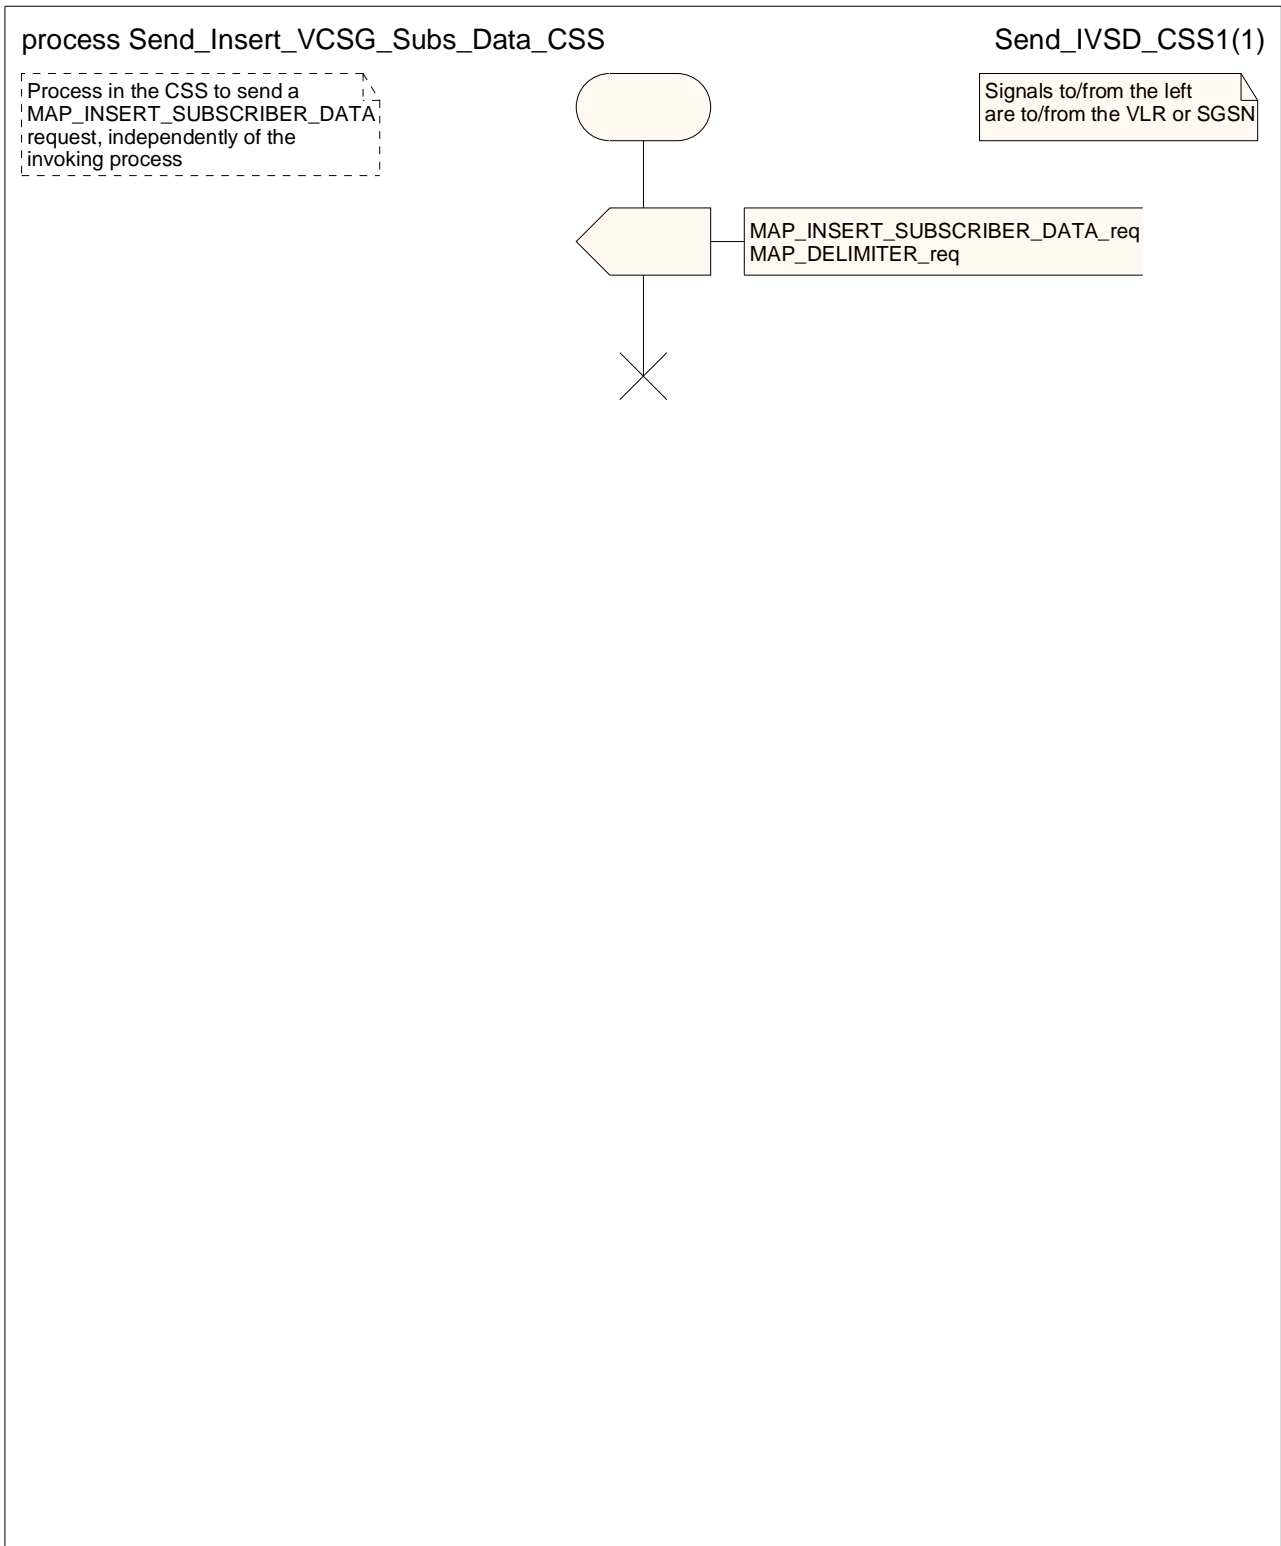 process Send_Insert_VCSG_Subs_Data_CSS
Send_IVSD_CSS1(1)
Process in the CSS to send a
MAP_INSERT_SUBSCRIBER_DATA
request, independently of the
invoking process
Signals to/from the left
are to/from the VLR or SGSN
MAP_INSERT_SUBSCRIBER_DATA_req
MAP_DELIMITER_req